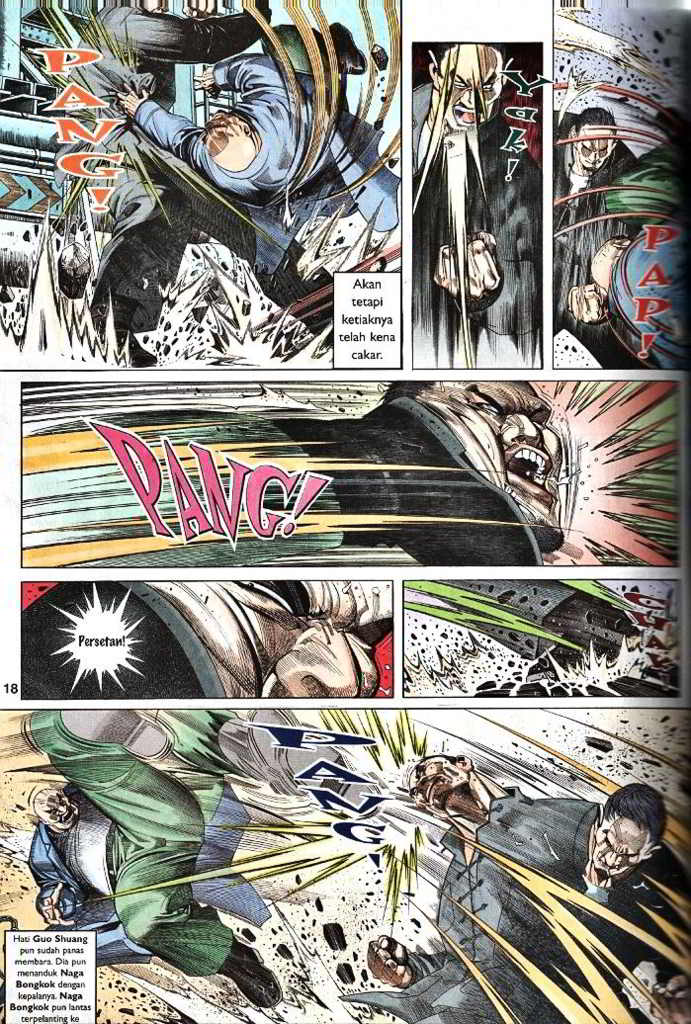 PANG!
Akan
tetapi
ketiaknya
telah kena
cakar.
YAK!
PAP!
PANG!
Persetan!
18
PANG
Hati Guo Shuang
pun sudah panas
membara. Dia pun
menanduk Naga
Bongkok dengan
kepalanya. Naga
Bongkok pun lantas
terpelanting ke